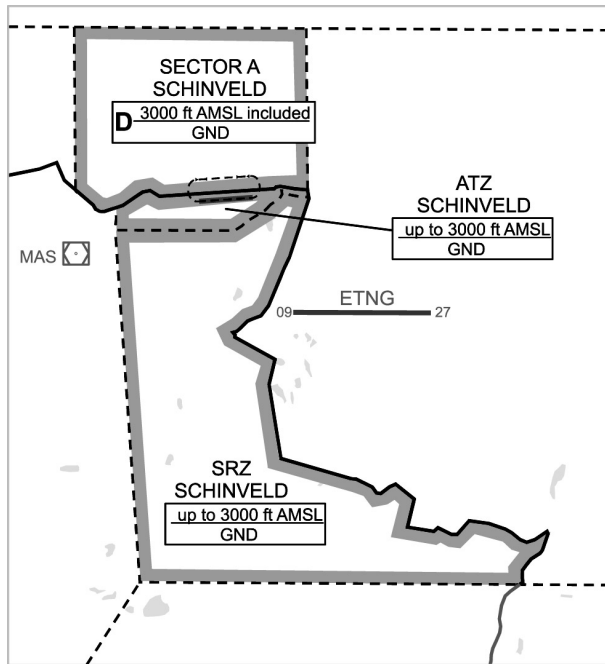 SECTOR A
SCHINVELD
D 3000 ft AMSL included
GND
ATZ
SCHINVELD
up to 3000 ft AMSL
GND
MAS
ETNG
09 27
SRZ
SCHINVELD
up to 3000 ft AMSL
GND